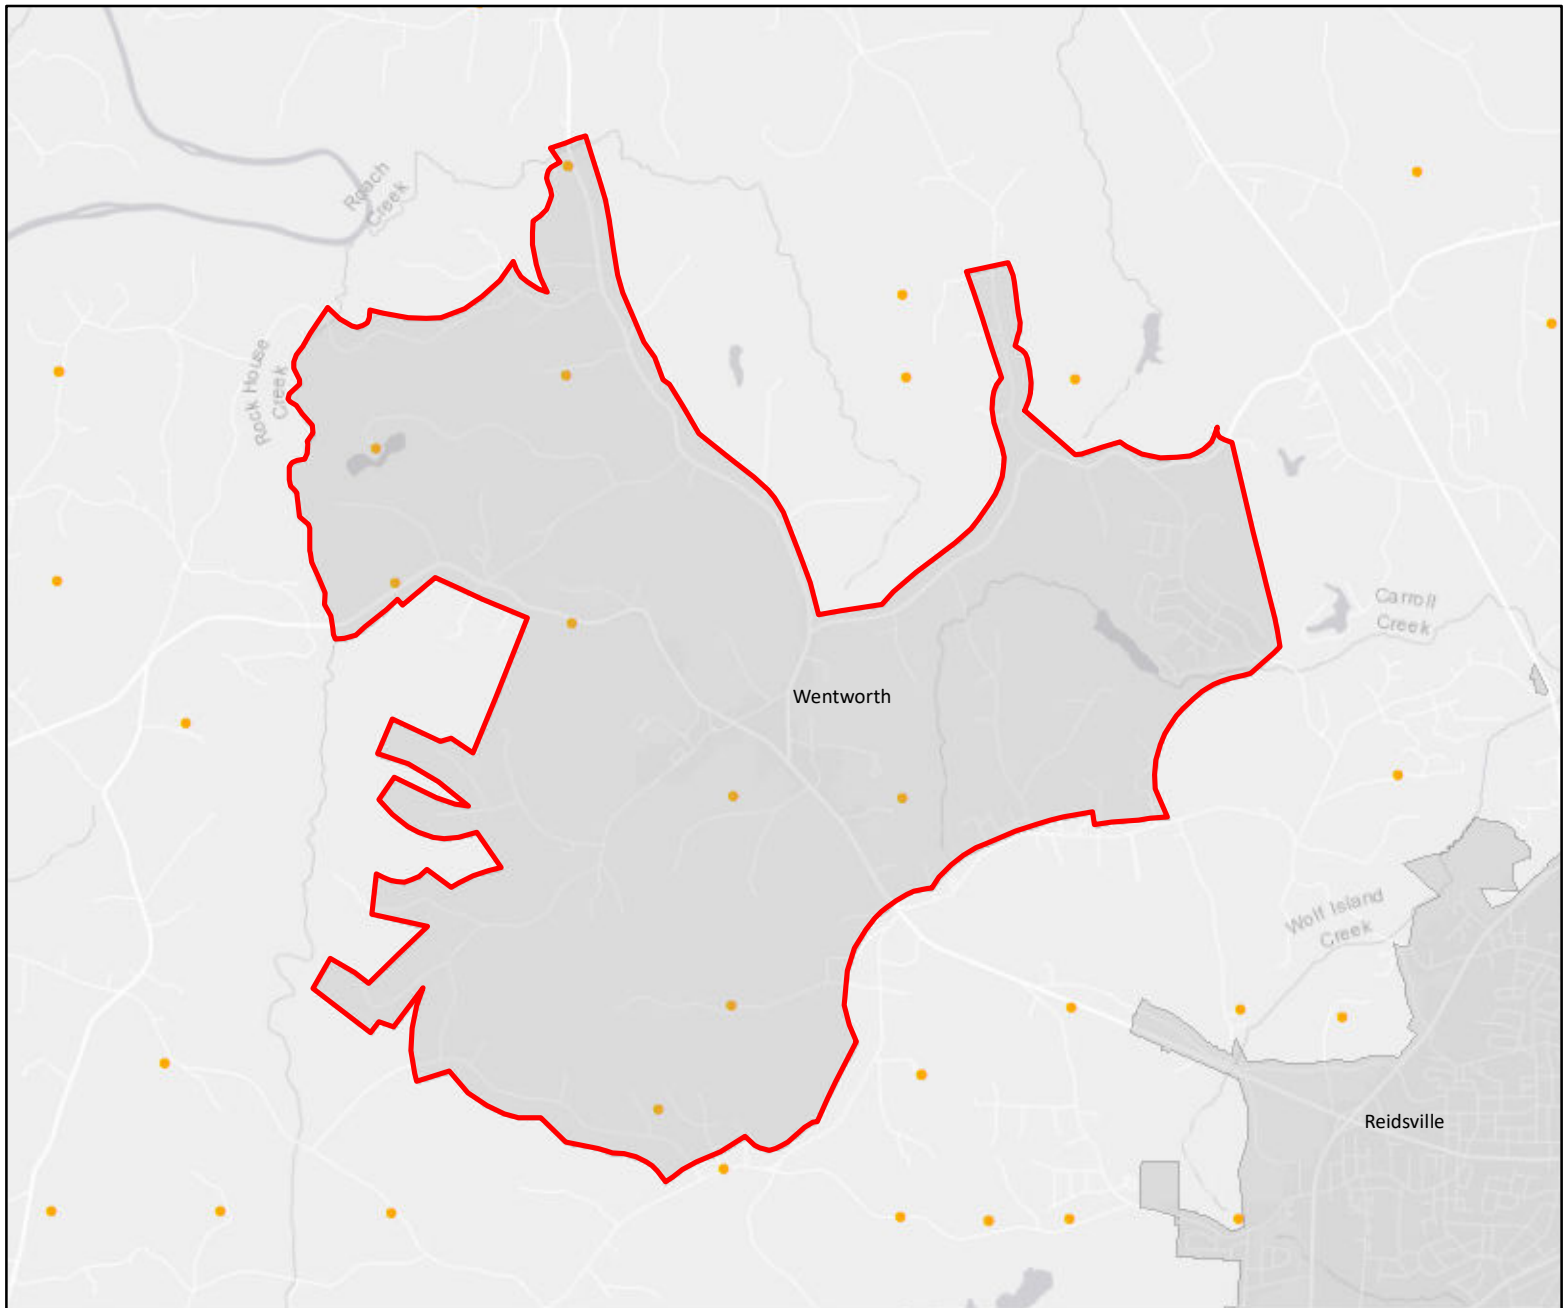 Roach
Creek
Rock House
Creek
Carroll
Creek
Wentworth
Wolf Island
Creek
Reidsville